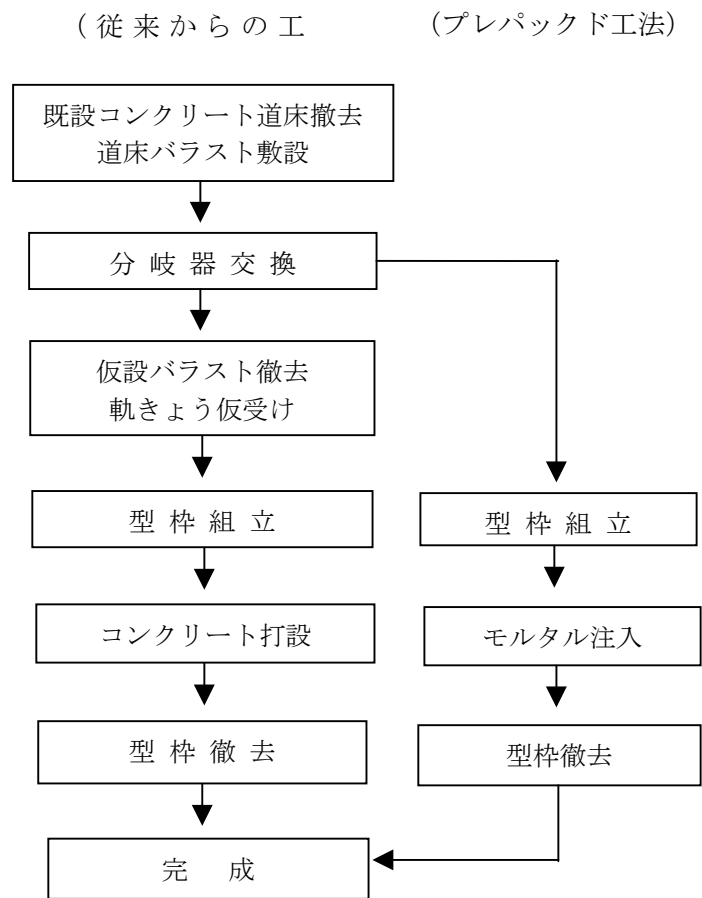 （従来からの工
（プレパックド工法）
既設コンクリート道床撤去
道床バラスト敷設
分岐器交換
仮設バラスト徹去
軌きょう仮受け
型枠組立
型枠組立
コンクリート打設
モルタル注入
型枠徹去
型枠徹去
完成